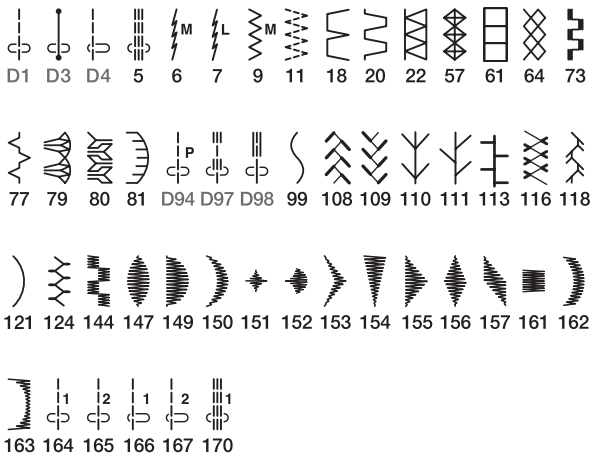 M L M
D1 D3 D4 5 6 7 9 11 18 20 22 57 61 64 73
P
77 79 80 81 D94 D97 D98 99 108 109 110 111 113 116 118
121 124 144 147 149 150 151 152 153 154 155 156 157 161 162
1 2 1 2 1
163 164 165 166 167 170